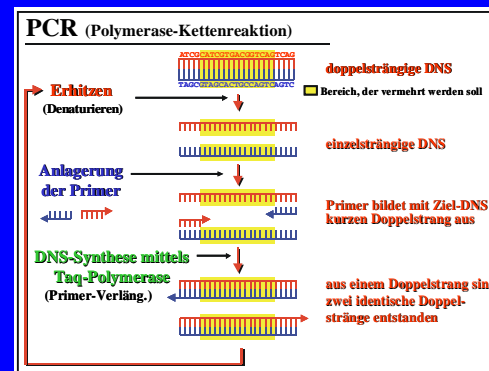 PCR (Polymerase-Kettenreaktion)
ATCGCATCGTGACGGTCAGTCAG
TAGCGTAGCACTGCCAGTCAGTC
doppelsträngige DNS
Bereich, der vermehrt werden soll
Erhitzen
(Denaturieren)
einzelsträngige DNS
Anlagerung
der Primer
Primer bildet mit Ziel-DNS
kurzen Doppelstrang aus
DNS-Synthese mittels
Taq-Polymerase
(Primer-Verläng.)
aus einem Doppelstrang sin
zwei identische Doppel-
stränge entstanden